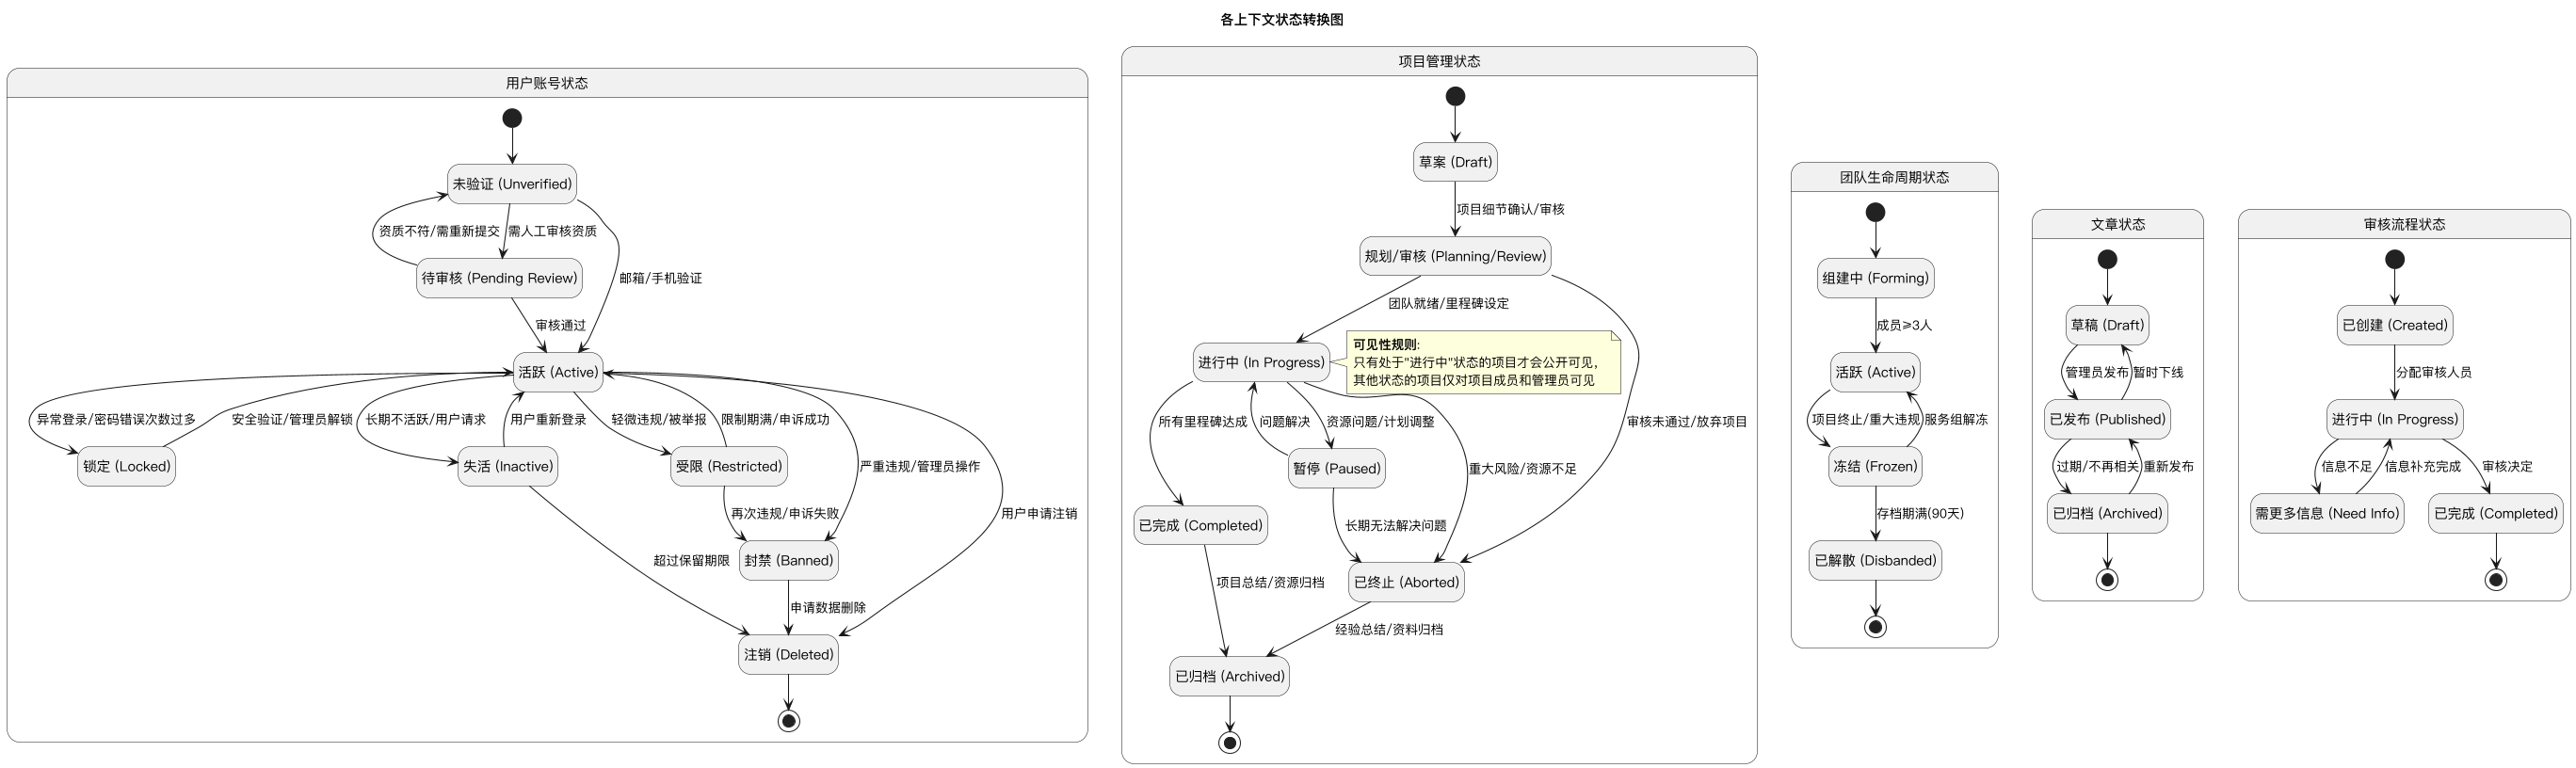 各上下文状态转换图
用户账号状态
未验证 (Unverified)
资质不符/需重新提交
需人工审核资质
待审核 (Pending Review)
邮箱/手机验证
审核通过
活跃 (Active)
异常登录/密码错误次数过多
安全验证/管理员解锁
长期不活跃/用户请求
用户重新登录
轻微违规/被举报
限制期满/申诉成功
锁定 (Locked)
失活 (Inactive)
受限 (Restricted)
严重违规/管理员操作
再次违规/申诉失败
用户申请注销
超过保留期限
封禁 (Banned)
申请数据删除
注销 (Deleted)
项目管理状态
草案 (Draft)
项目细节确认/审核
规划/审核 (Planning/Review)
团队就绪/里程碑设定
进行中 (In Progress)
可见性规则:
只有处于"进行中"状态的项目才会公开可见，
其他状态的项目仅对项目成员和管理员可见
所有里程碑达成
问题解决
资源问题/计划调整
审核未通过/放弃项目
暂停 (Paused)
重大风险/资源不足
已完成 (Completed)
长期无法解决问题
项目总结/资源归档
已终止 (Aborted)
经验总结/资料归档
已归档 (Archived)
团队生命周期状态
组建中 (Forming)
成员≥3人
活跃 (Active)
项目终止/重大违规
服务组解冻
冻结 (Frozen)
存档期满(90天)
已解散 (Disbanded)
文章状态
草稿 (Draft)
管理员发布
暂时下线
已发布 (Published)
过期/不再相关
重新发布
已归档 (Archived)
审核流程状态
已创建 (Created)
分配审核人员
进行中 (In Progress)
信息不足
信息补充完成
审核决定
需更多信息 (Need Info)
已完成 (Completed)